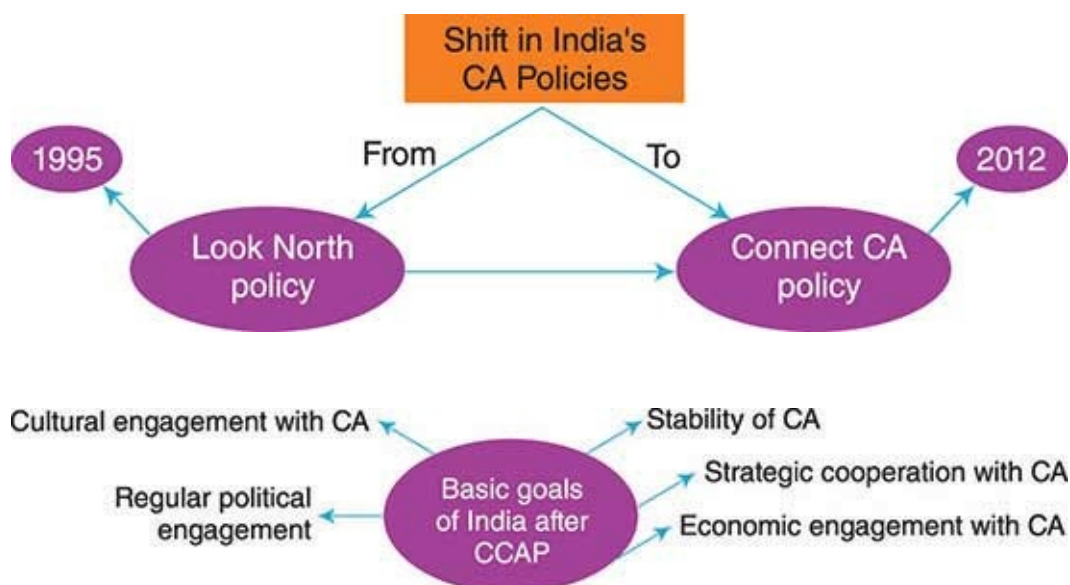 Shift in India's
CA Policies
From
To
1995
2012
Look North
policy
Connect CA
policy
Cultural engagement with CA
Stability of CA
Regular political
engagement
Basic goals
of India after
CCAP
Strategic cooperation with CA
Economic engagement with CA